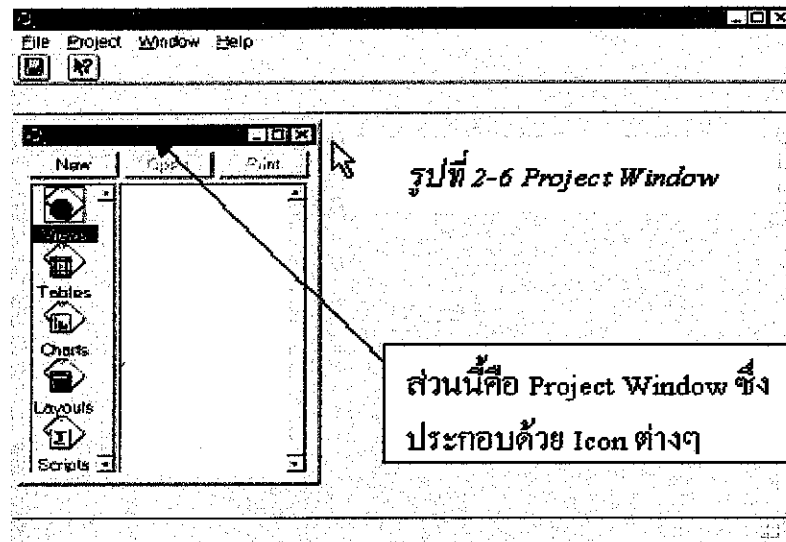 File Project Window Help
New Open Print
รูปที่ 2-6 Project Window
Views
Tables
Charts
Layouts
Scripts
ส่วนนี้คือ Project Window ซึ่ง
ประกอบด้วย Icon ต่างๆ